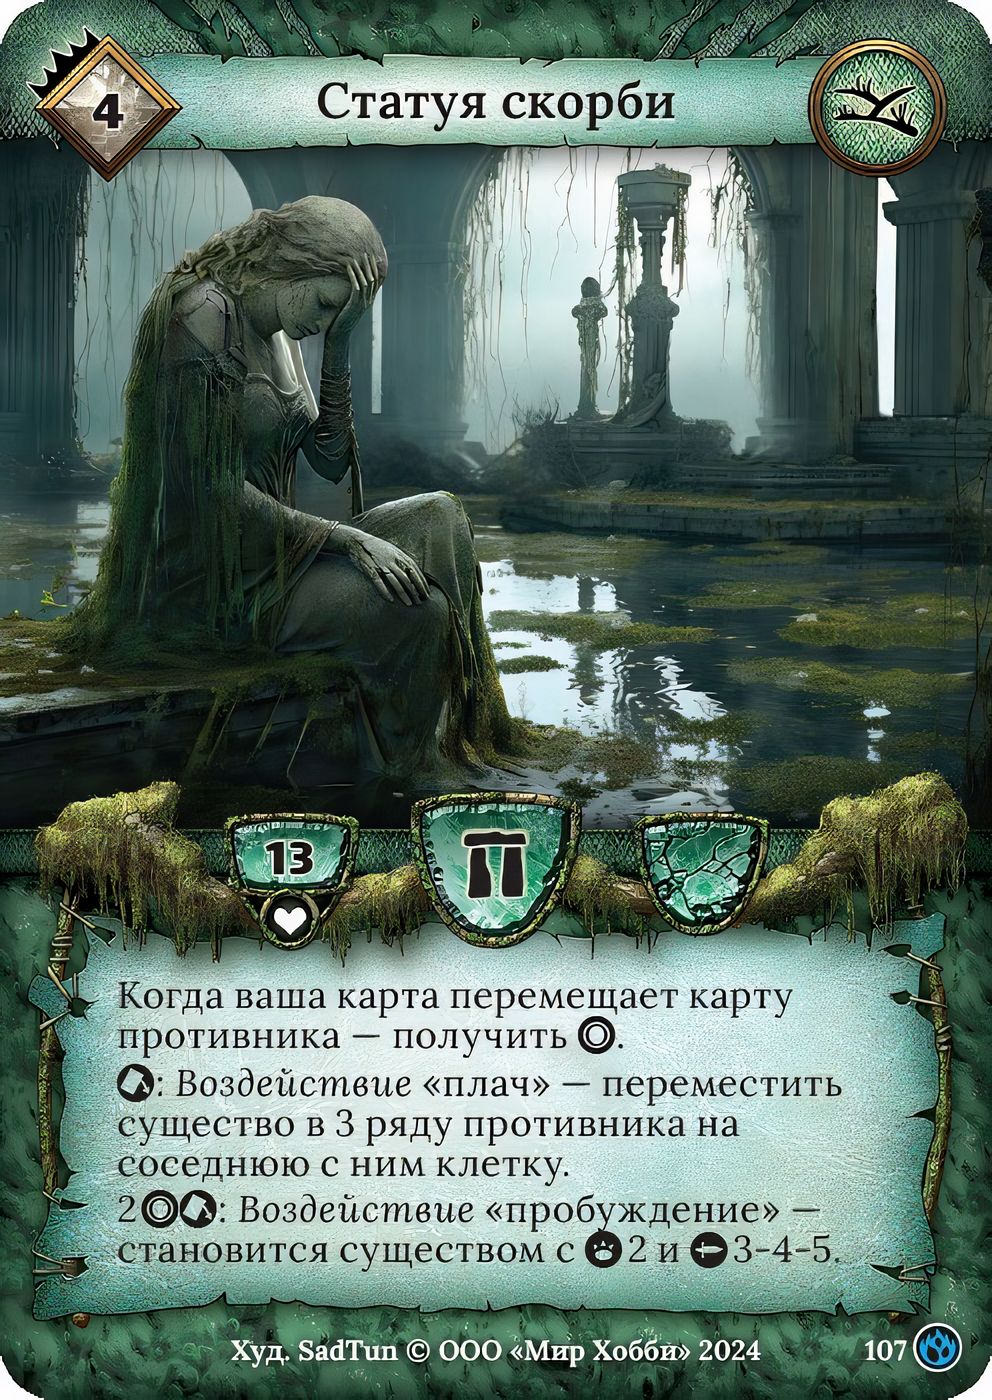 4
Статуя скорби
13
Когда ваша карта перемещает карту
противника — получить .
: Воздействие «плач» — переместить
существо в 3 ряду противника на
соседнюю с ним клетку.
2 : Воздействие «пробуждение» —
становится существом с 2 и 3-4-5.
Худ. SadTun © ООО «Мир Хобби» 2024
107